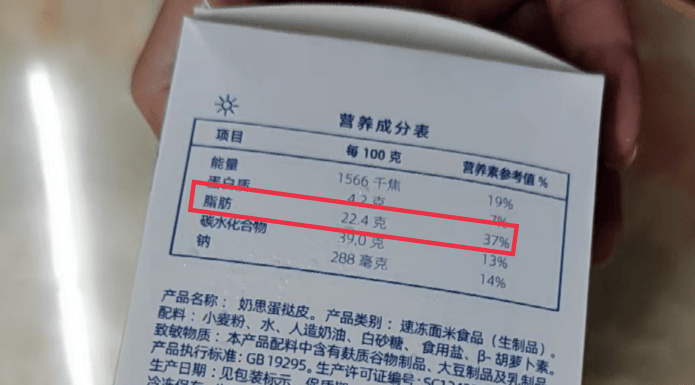 营养成分表
项目 每 100 克 营养素参考值 %
能量 1566 千焦 19%
蛋白质 4.2 克 7%
脂肪 22.4 克 37%
碳水化合物 39.0 克 13%
钠 288 毫克 14%
产品名称： 奶思蛋挞皮。 产品类别： 速冻面米食品（生制品）。
配料：小麦粉、水、人造奶油、白砂糖、食用盐、β- 胡萝卜素。
致敏物质：本产品配料中含有麸质谷物制品、大豆制品及乳制品
产品执行标准：GB 19295。生产许可证编号：
生产日期：见包装标示